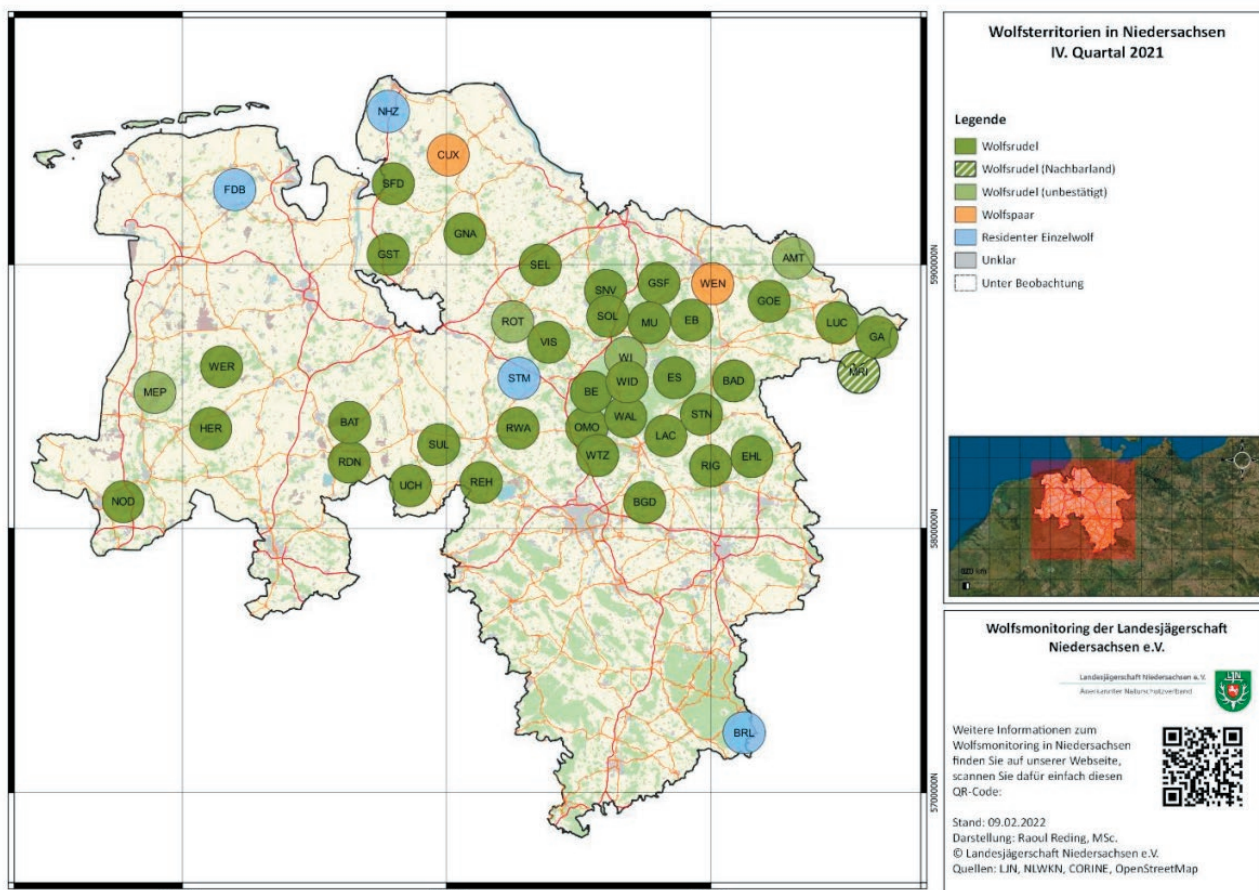 NHZ
CUX
SFD
FDB
GNA
GST
SEL
AMT
SNV
GSF
WEN
GOE
SOL
MU
EB
LUC
GA
ROT
VIS
WI
MRI
WER
STM
WID
ES
BAD
MEP
BE
HER
BAT
RWA
OMO
WAL
STN
LAC
SUL
RDN
WTZ
RIG
EHL
UCH
REH
NOD
BGD
BRL
5900000N
5800000N
5700000N
Wolfsterritorien in Niedersachsen
IV. Quartal 2021
Legende
Wolfsrudel
Wolfsrudel (Nachbarland)
Wolfsrudel (unbestätigt)
Wolfspaar
Residenter Einzelwolf
Unklar
Unter Beobachtung
Wolfsmonitoring der Landesjägerschaft
Niedersachsen e.V.
Landesjägerschaft Niedersachsen e.V.
Anerkannter Naturschutzverband
LJN
Weitere Informationen zum
Wolfsmonitoring in Niedersachsen
finden Sie auf unserer Webseite,
scannen Sie dafür einfach diesen
QR-Code:
Stand: 09.02.2022
Darstellung: Raoul Reding, MSc.
© Landesjägerschaft Niedersachsen e.V.
Quellen: LJN, NLWKN, CORINE, OpenStreetMap